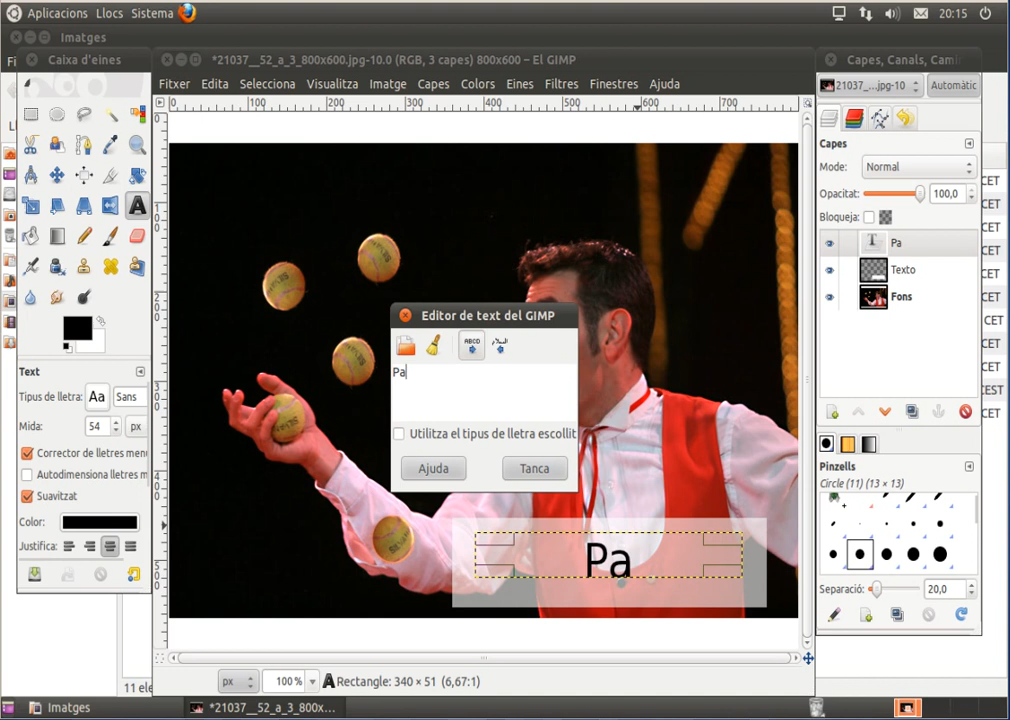 Aplicacions Llocs Sistema
20:15
Imatges
Caixa d'eines
*21037__52_a_3_800x600.jpg-10.0 (RGB, 3 capes) 800x600 – El GIMP
Capes, Canals, Camí
Fitxer Edita Selecciona Visualitza Imatge Capes Colors Eines Filtres Finestres Ajuda
21037_...jpg-10
Automàtic
0 100 200 300 400 500 600 700
Capes
Mode: Normal
Opacitat: 100,0
Bloqueja:
Pa
Texto
Fons
Text
Tipus de lletra: Aa Sans
Mida: 54 px
Corrector de lletres menu
Autodimensiona lletres m
Suavitzat
Color:
Justifica:
Editor de text del GIMP
ABCD
Pa
Utilitza el tipus de lletra escollit
Ajuda Tanca
Pa
Pinzells
Circle (11) (13 × 13)
Separació: 20,0
CET
CET
CET
CET
CET
CET
CET
CEST
CET
11 ele
px 100 % Rectangle: 340 × 51 (6,67:1)
Imatges
*21037__52_a_3_800x...